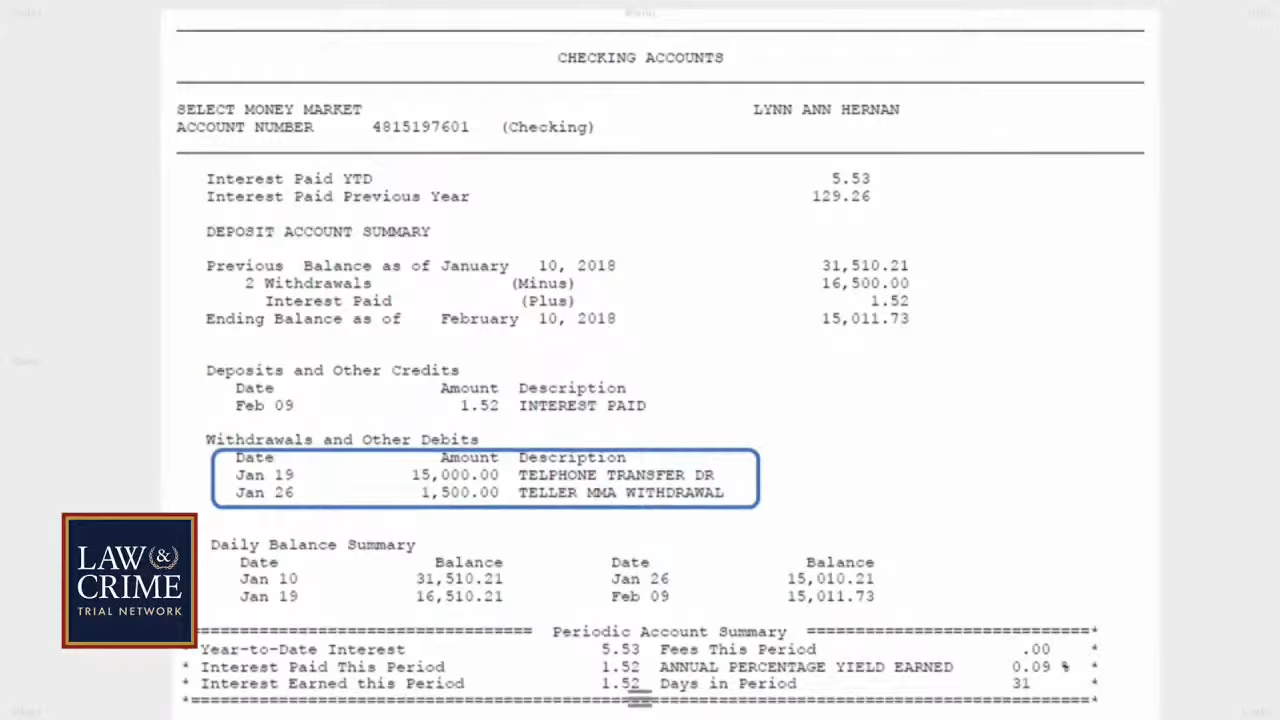 CHECKING ACCOUNTS
SELECT MONEY MARKET LYNN ANN HERNAN
ACCOUNT NUMBER 4815197601 (Checking)
Interest Paid YTD 5.53
Interest Paid Previous Year 129.26
DEPOSIT ACCOUNT SUMMARY
Previous Balance as of January 10, 2018 31,510.21
2 Withdrawals (Minus) 16,500.00
Interest Paid (Plus) 1.52
Ending Balance as of February 10, 2018 15,011.73
Deposits and Other Credits
Date Amount Description
Feb 09 1.52 INTEREST PAID
Withdrawals and Other Debits
Date Amount Description
Jan 19 15,000.00 TELPHONE TRANSFER DR
Jan 26 1,500.00 TELLER MMA WITHDRAWAL
Daily Balance Summary
Date Balance Date Balance
Jan 10 31,510.21 Jan 26 15,010.21
Jan 19 16,510.21 Feb 09 15,011.73
================================== Periodic Account Summary =============================*
* Year-to-Date Interest 5.53 Fees This Period .00 *
* Interest Paid This Period 1.52 ANNUAL PERCENTAGE YIELD EARNED 0.09 % *
* Interest Earned this Period 1.52 Days in Period 31 *
LAW &
CRIME
TRIAL NETWORK